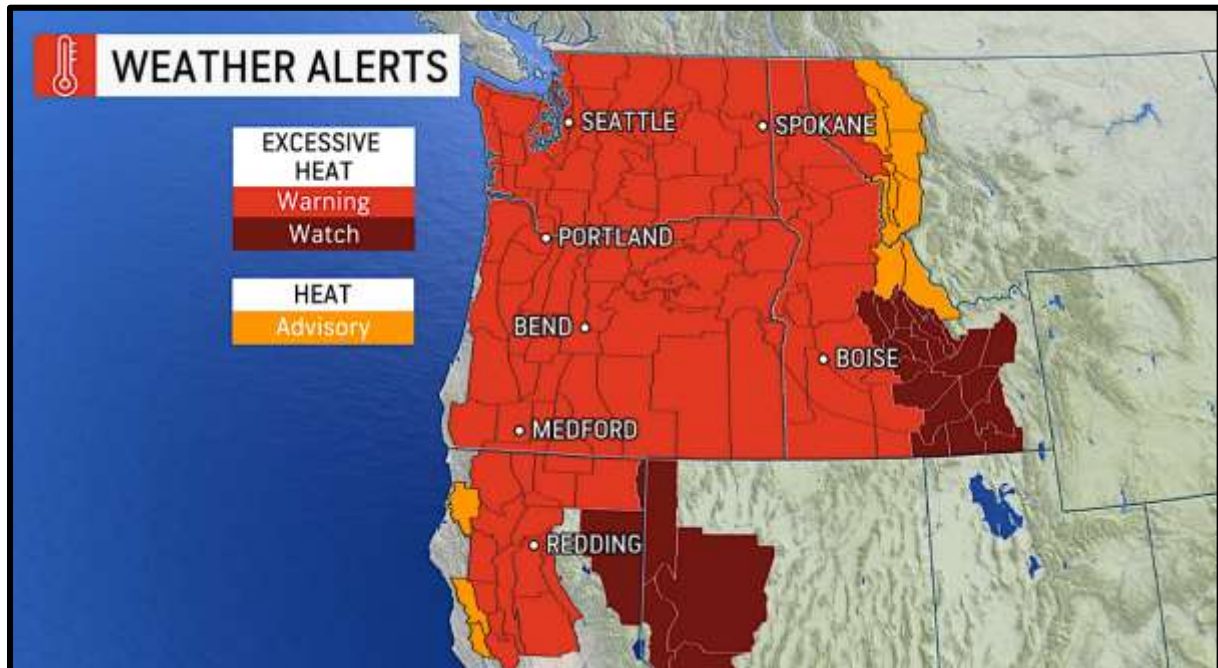 WEATHER ALERTS
EXCESSIVE
HEAT
Warning
Watch
HEAT
Advisory
SEATTLE
SPOKANE
PORTLAND
BEND
BOISE
MEDFORD
REDDING